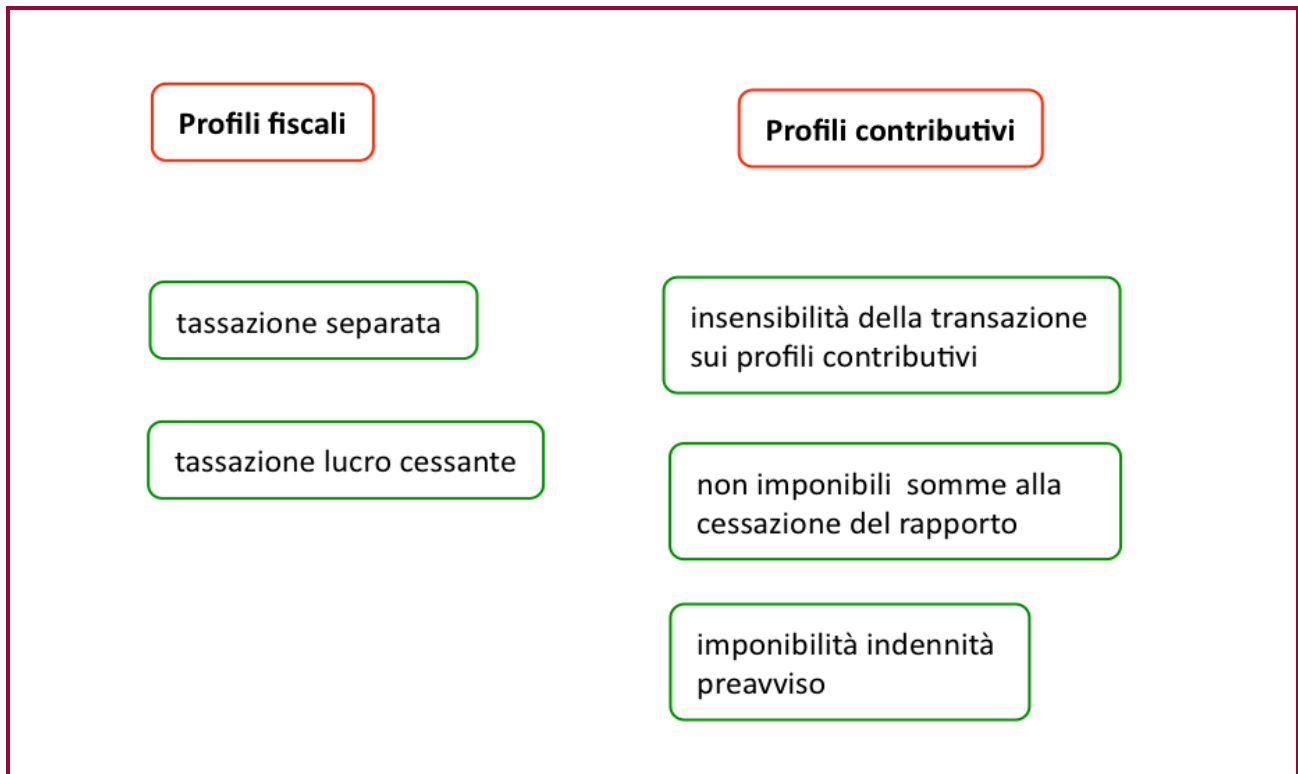 Profili fiscali
Profili contributivi
tassazione separata
tassazione lucro cessante
insensibilità della transazione
sui profili contributivi
non imponibili  somme alla
cessazione del rapporto
imponibilità indennità
preavviso